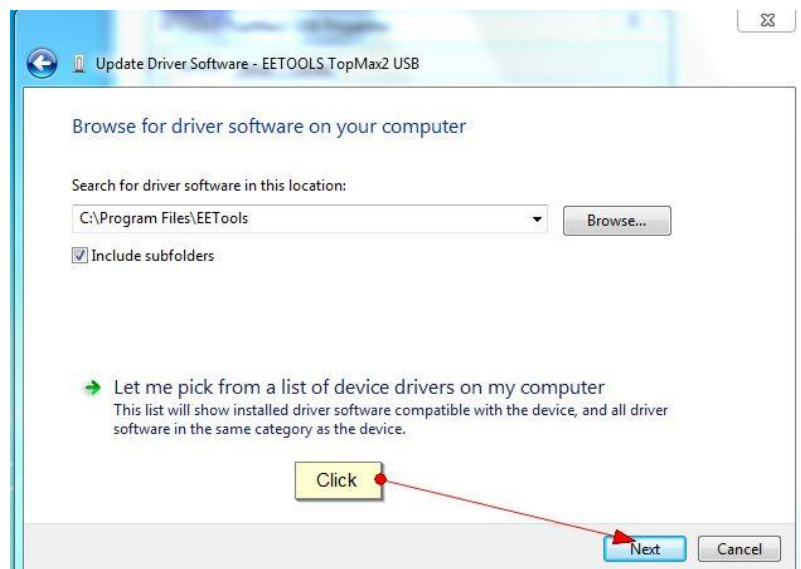 Update Driver Software - EETOOLS TopMax2 USB
Browse for driver software on your computer
Search for driver software in this location:
C:\Program Files\EETools
Browse...
Include subfolders
Let me pick from a list of device drivers on my computer
This list will show installed driver software compatible with the device, and all driver
software in the same category as the device.
Click
Next
Cancel